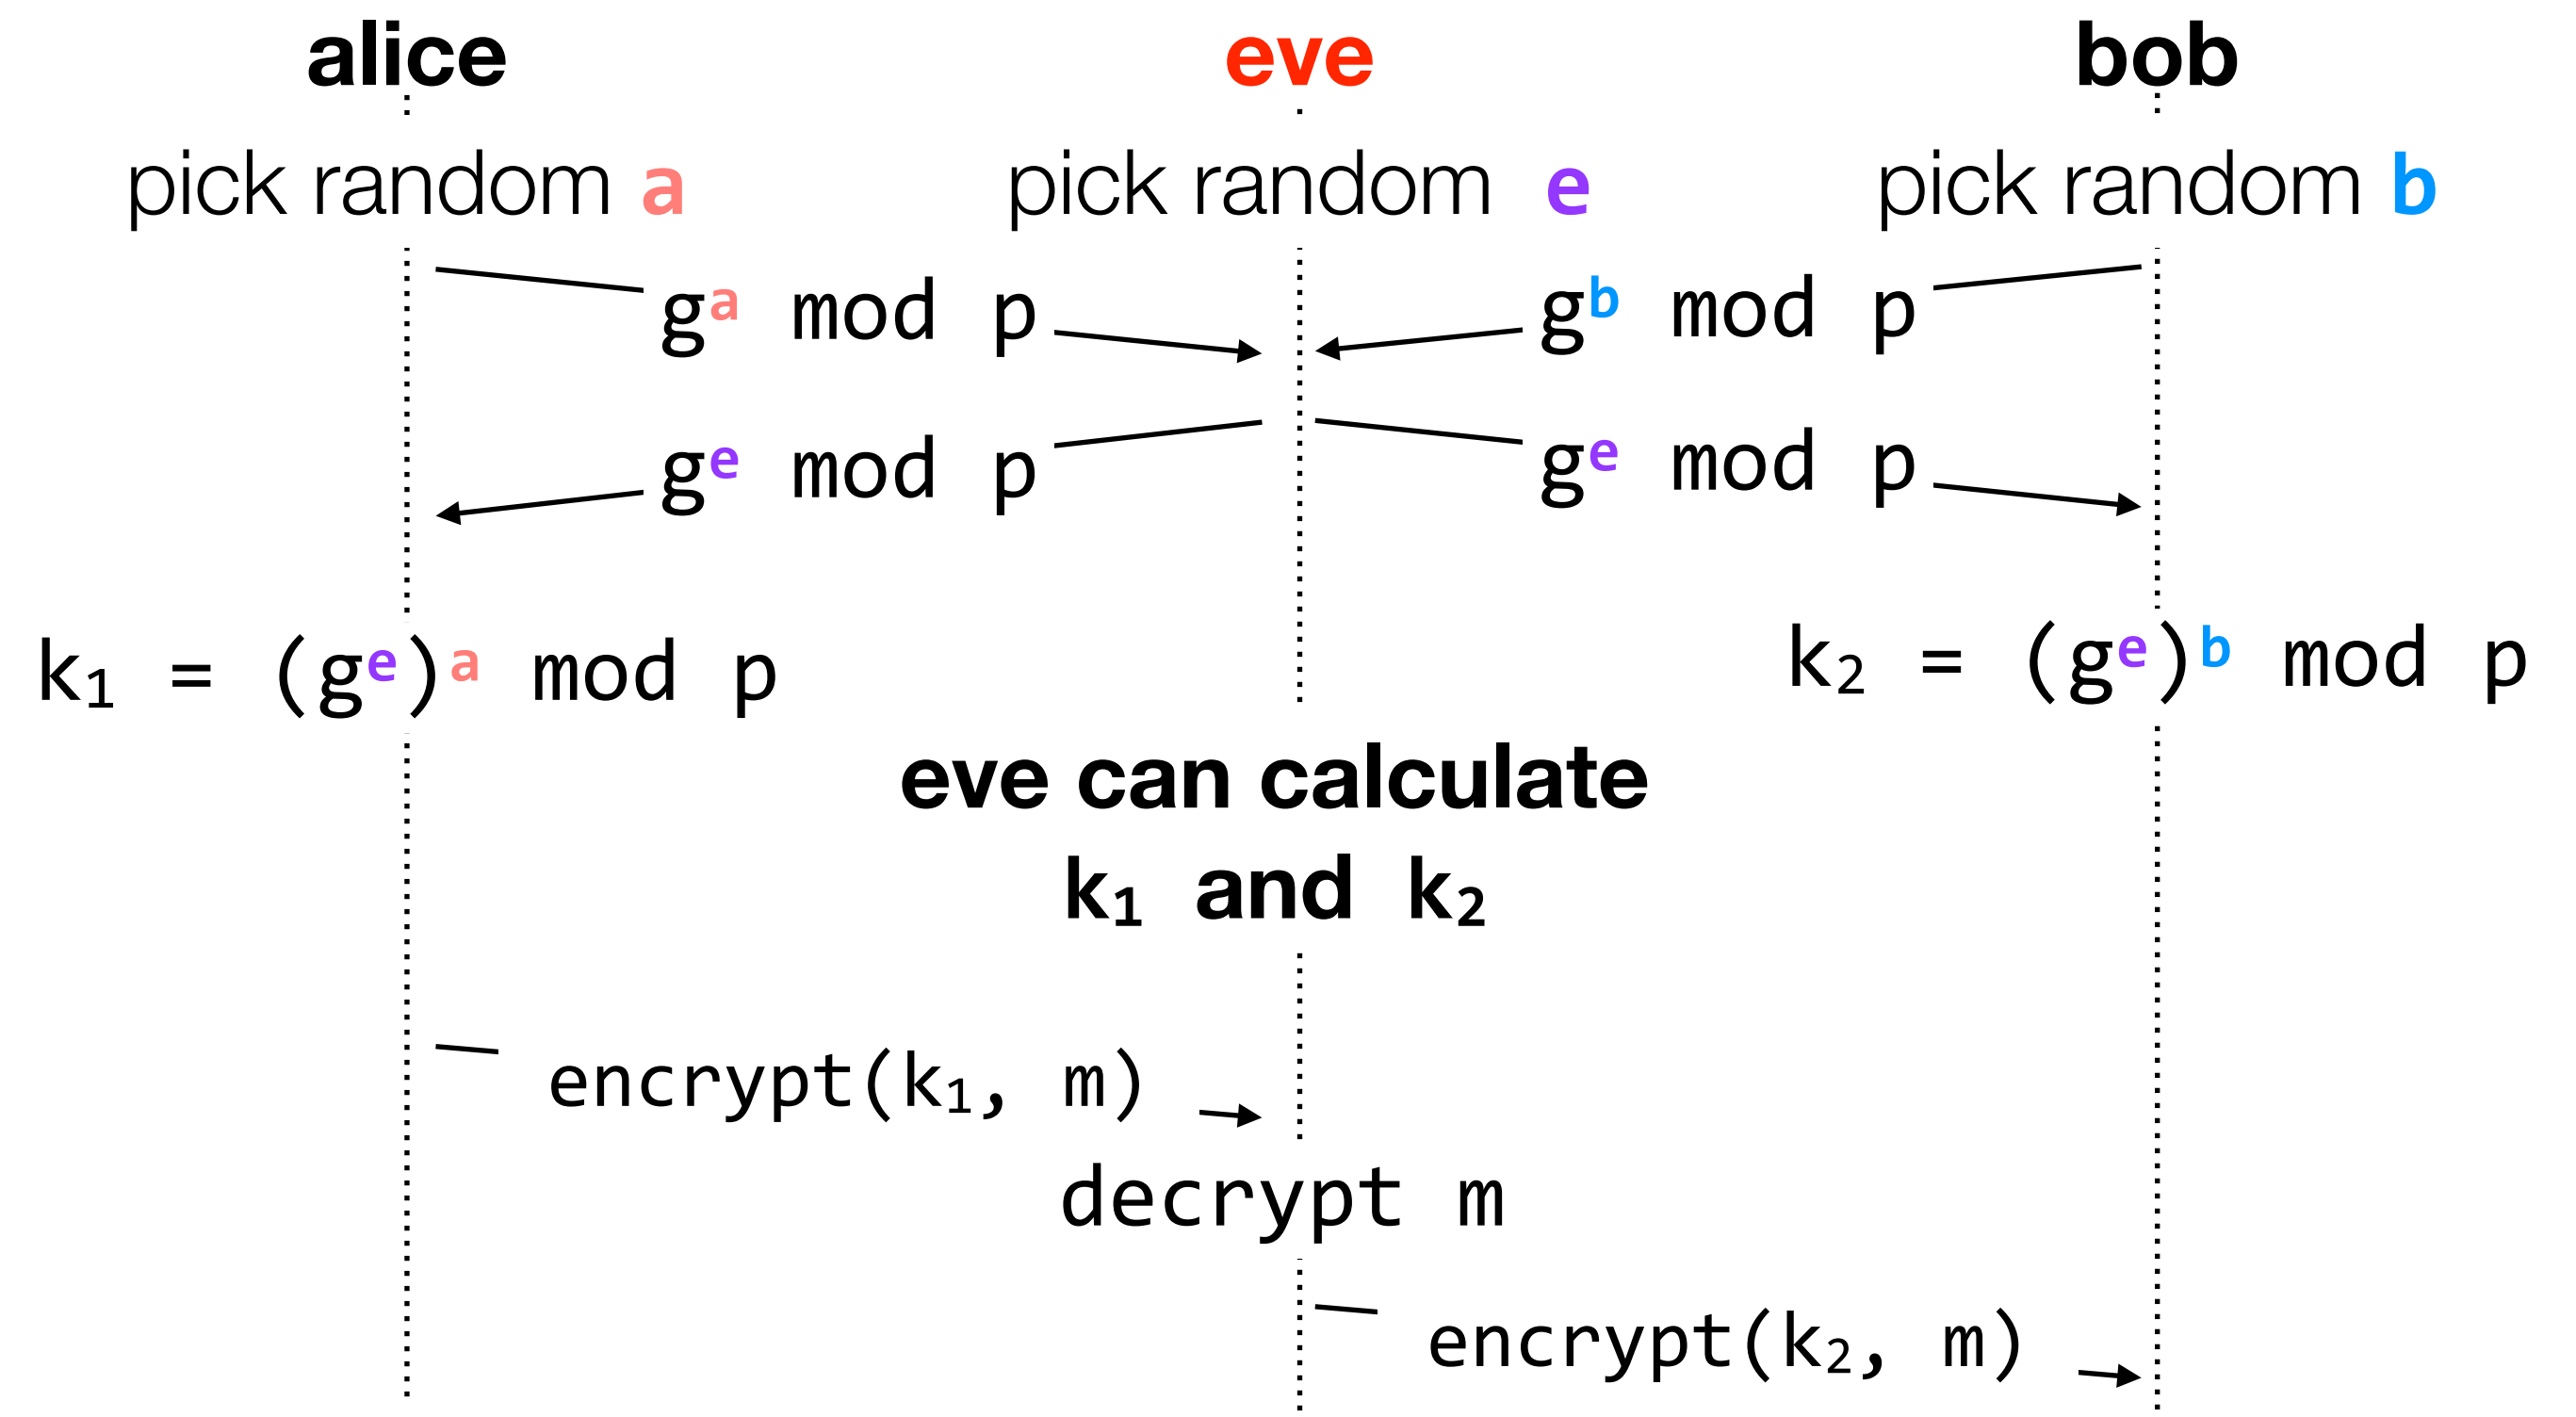 alice eve bob
pick random a pick random e pick random b
gᵃ mod p gᵇ mod p
gᵉ mod p gᵉ mod p
k₁ = (gᵉ)ᵃ mod p k₂ = (gᵉ)ᵇ mod p
eve can calculate
k₁ and k₂
encrypt(k₁, m)
decrypt m
encrypt(k₂, m)